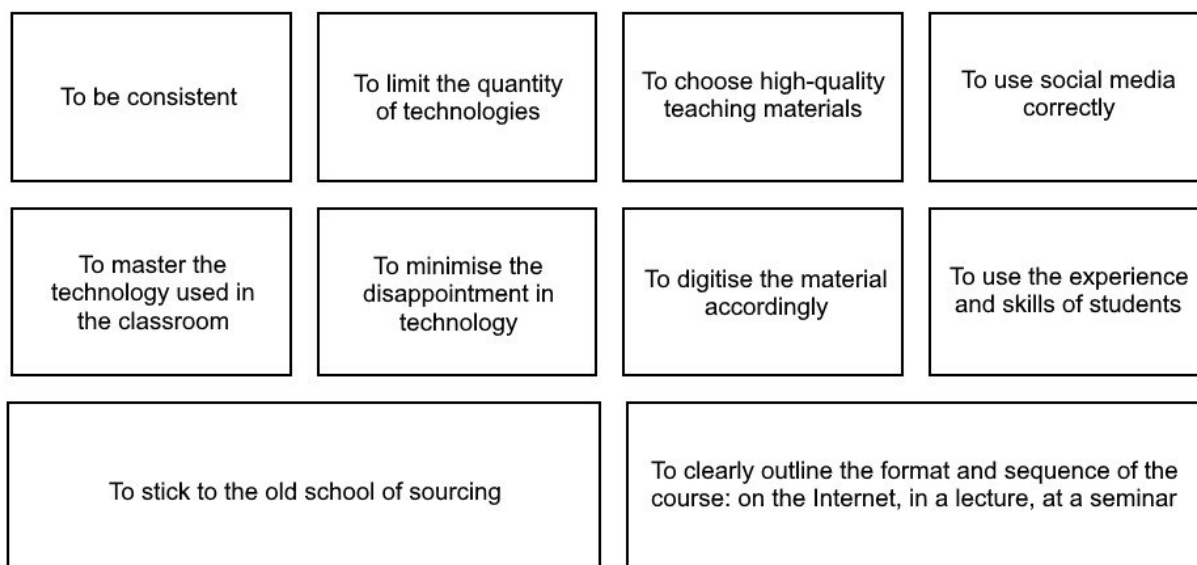 To be consistent
To limit the quantity
of technologies
To choose high-quality
teaching materials
To use social media
correctly
To master the
technology used in
the classroom
To minimise the
disappointment in
technology
To digitise the material
accordingly
To use the experience
and skills of students
To stick to the old school of sourcing
To clearly outline the format and sequence of the
course: on the Internet, in a lecture, at a seminar